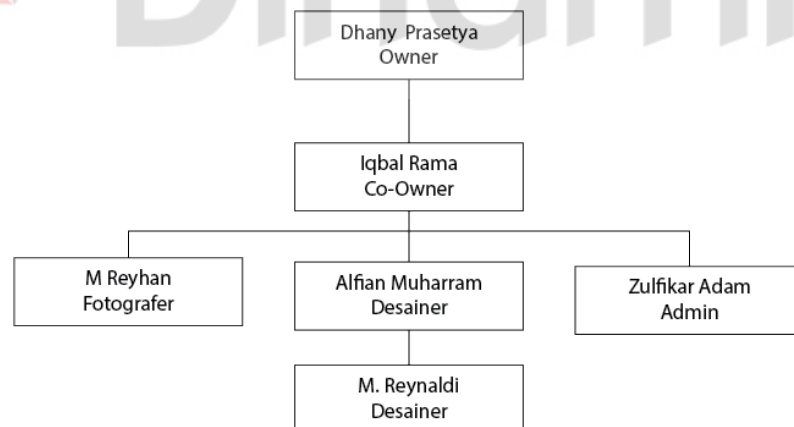 Dhany Prasetya
Owner
Iqbal Rama
Co-Owner
M Reyhan
Fotografer
Alfian Muharram
Desainer
Zulfikar Adam
Admin
M. Reynaldi
Desainer